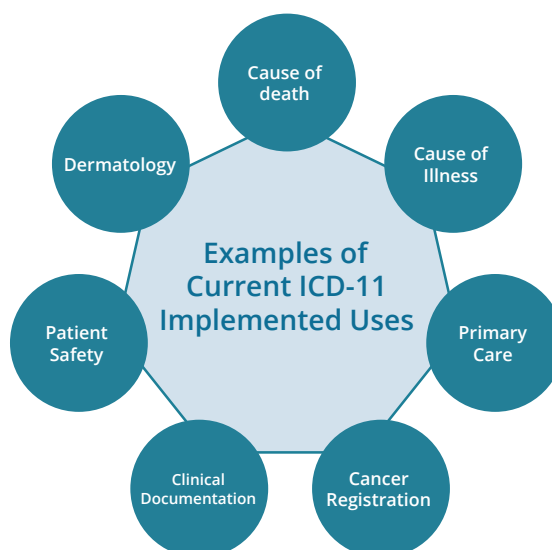 Cause of
death
Cause of
Illness
Primary
Care
Cancer
Registration
Clinical
Documentation
Patient
Safety
Dermatology
Examples of
Current ICD-11
Implemented Uses